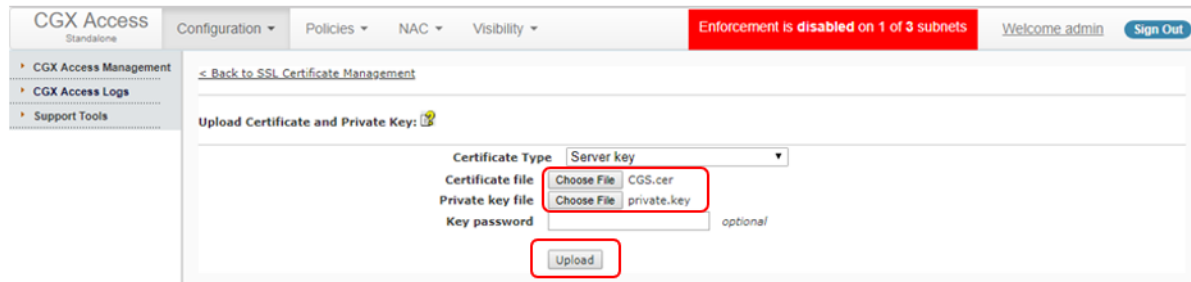 CGX Access
Standalone
Configuration Policies NAC Visibility
Enforcement is disabled on 1 of 3 subnets
Welcome admin
Sign Out
CGX Access Management
CGX Access Logs
Support Tools
< Back to SSL Certificate Management
Upload Certificate and Private Key:
Certificate Type Server key
Certificate file Choose File CGS.cer
Private key file Choose File private.key
Key password optional
Upload